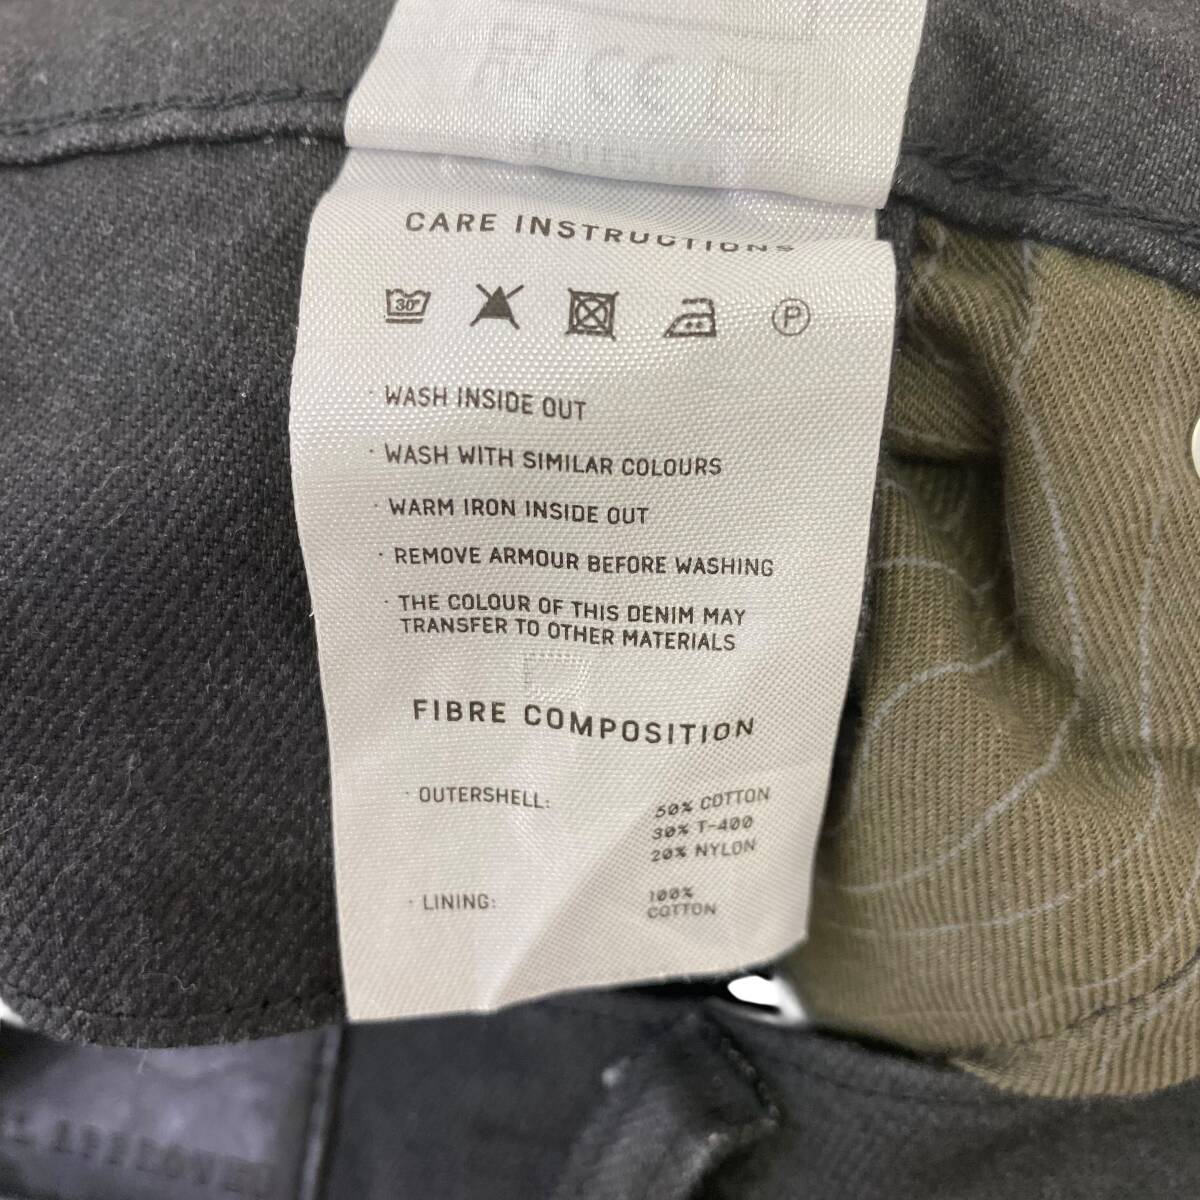 CARE INSTRUCTIONS
30°
P
· WASH INSIDE OUT
· WASH WITH SIMILAR COLOURS
· WARM IRON INSIDE OUT
· REMOVE ARMOUR BEFORE WASHING
· THE COLOUR OF THIS DENIM MAY
TRANSFER TO OTHER MATERIALS
FIBRE COMPOSITION
· OUTERSHELL: 50% COTTON
30% T-400
20% NYLON
· LINING: 100%
COTTON